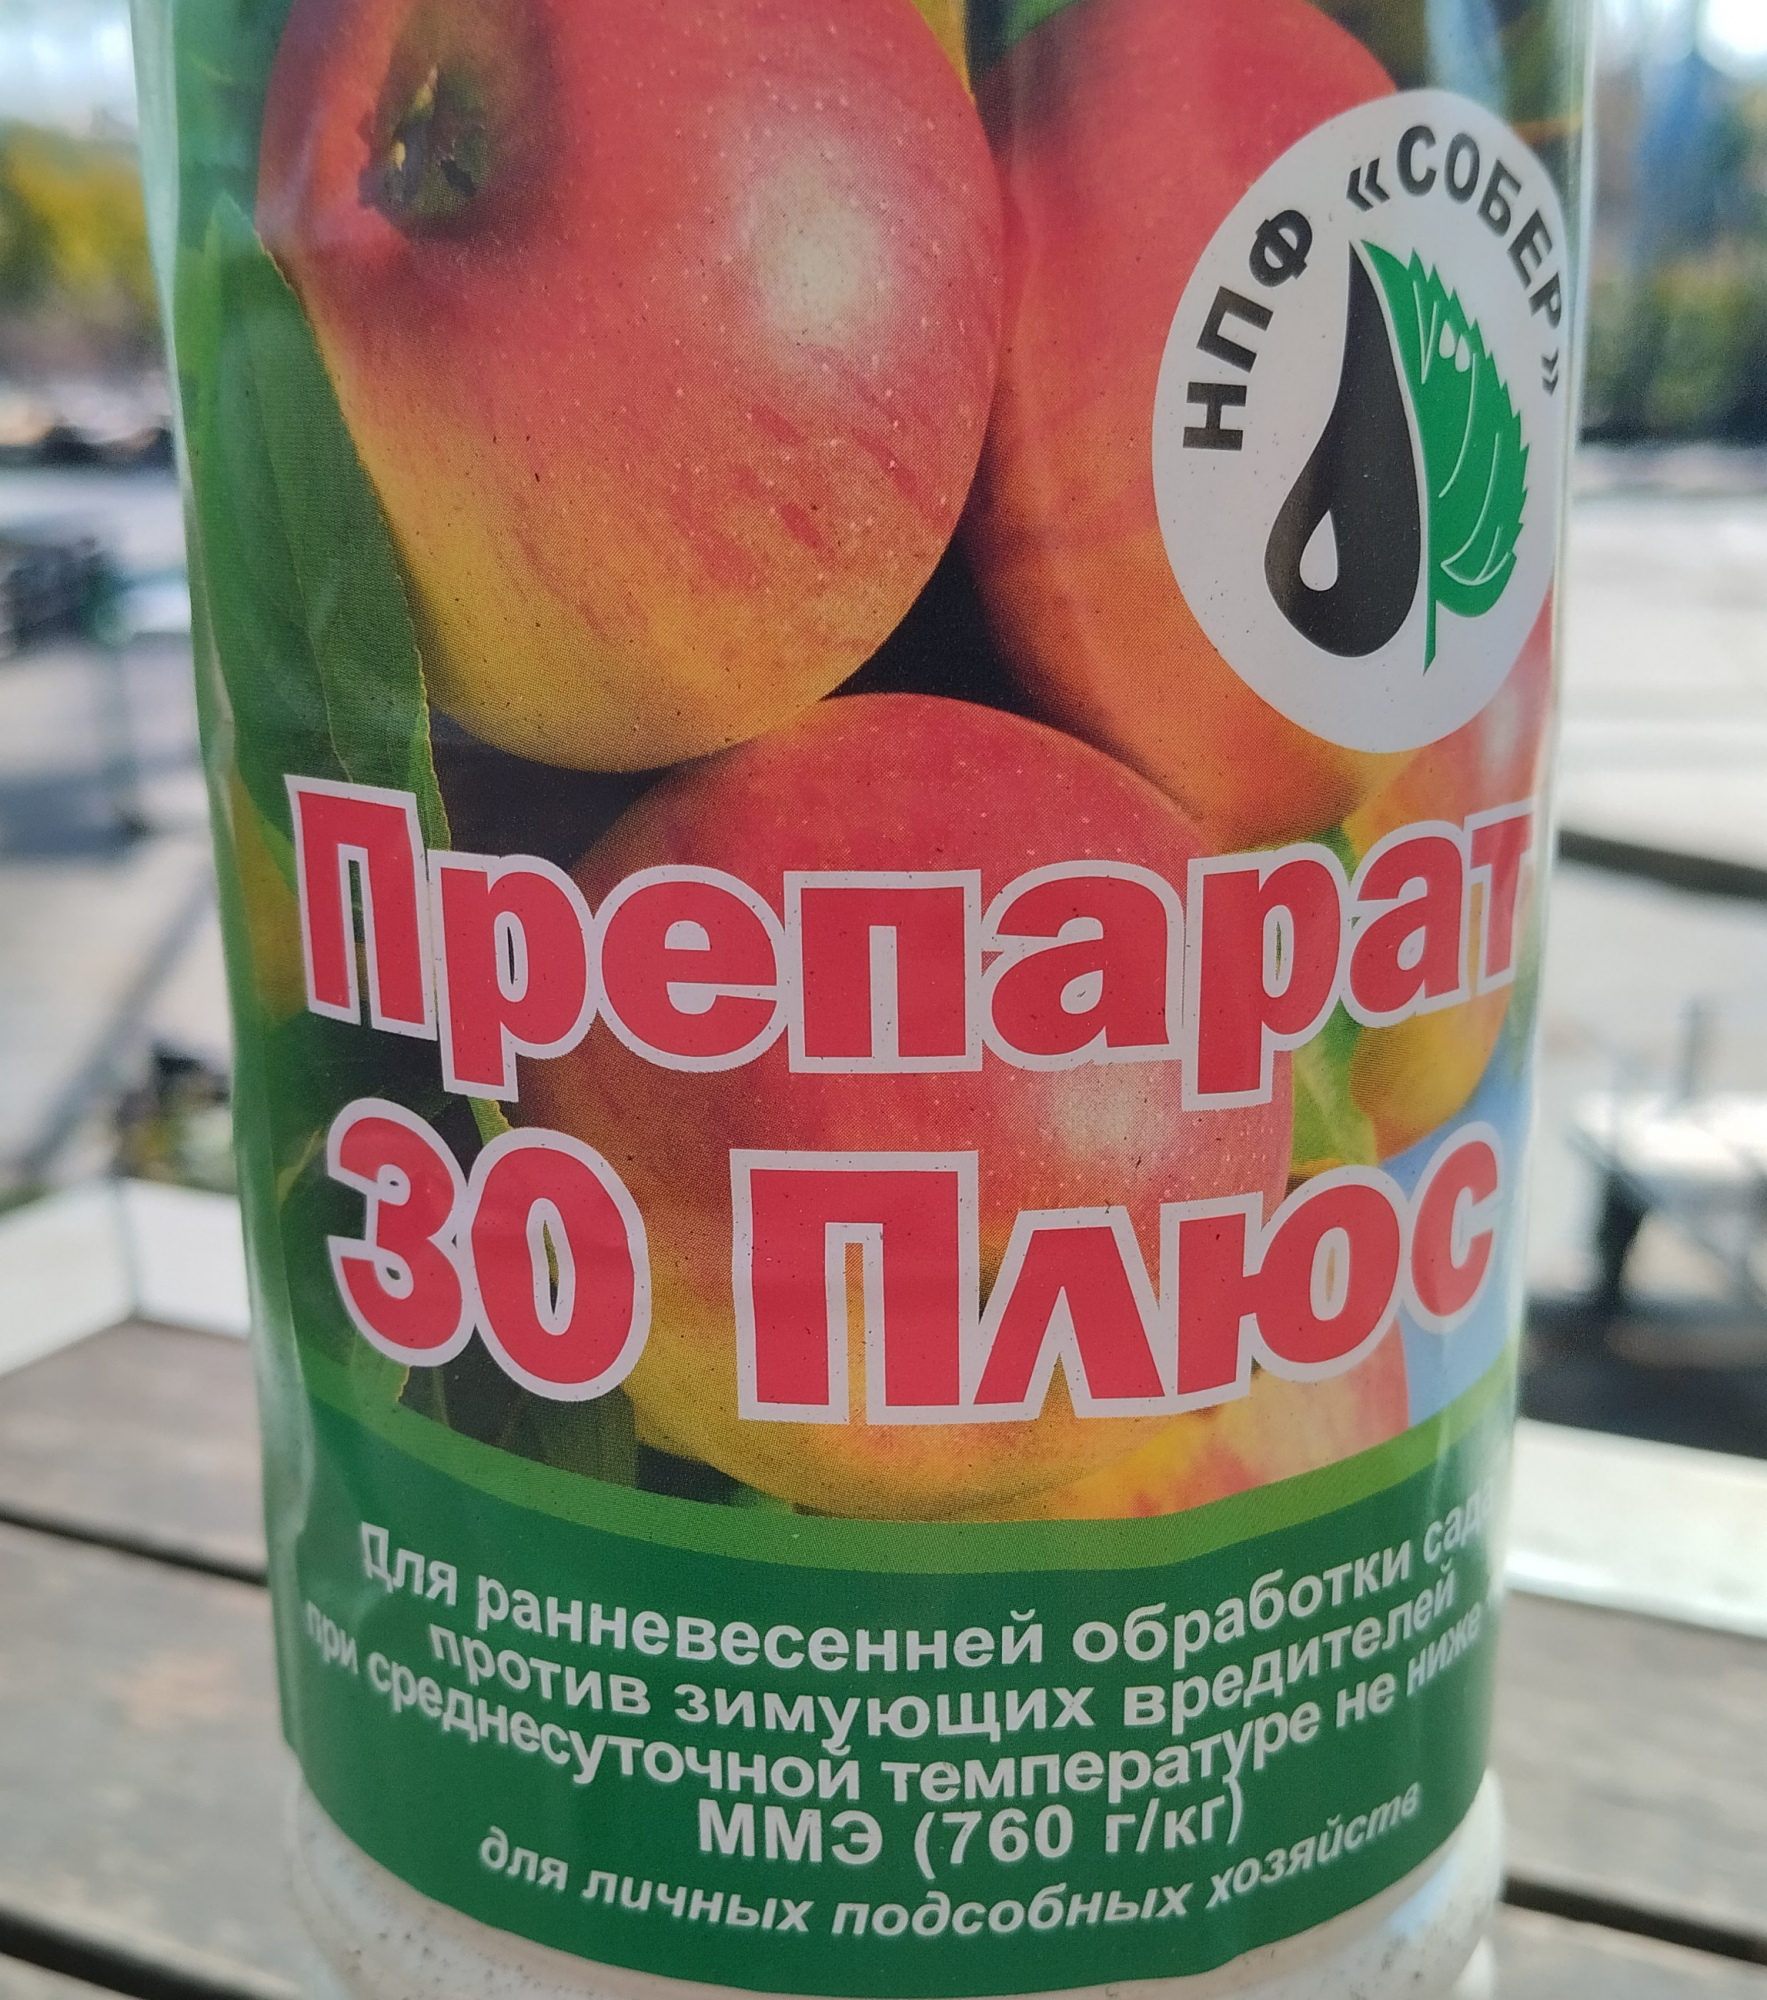 НПФ «СОБЕР»
Препарат
30 Плюс
Для ранневесенней обработки
против зимующих вредителей
при среднесуточной температуре не ниже
ММЭ (760 г/кг)
для личных подсобных хозяйств